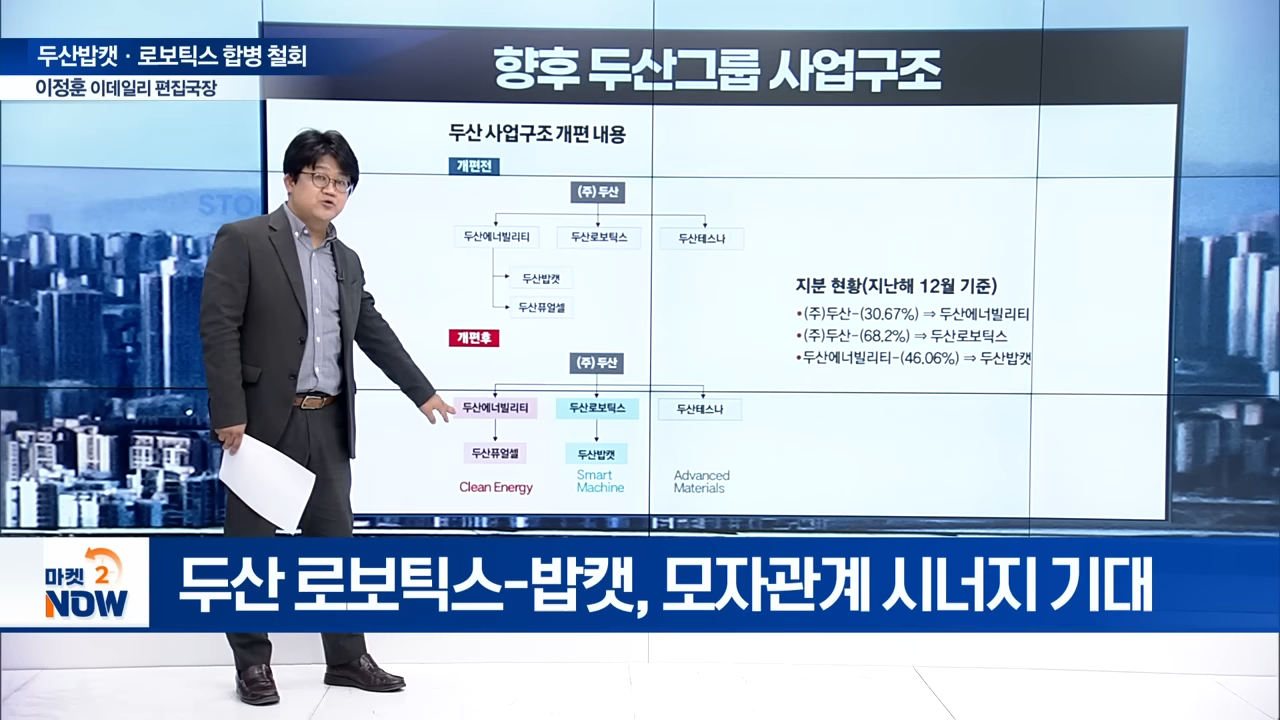 두산밥캣 · 로보틱스 합병 철회
이정훈 이데일리 편집국장
향후 두산그룹 사업구조
두산 사업구조 개편 내용
개편전
(주) 두산
두산에너빌리티 두산로보틱스 두산테스나
두산밥캣
두산퓨얼셀
개편후
(주) 두산
두산에너빌리티 두산로보틱스 두산테스나
두산퓨얼셀 두산밥캣
Clean Energy
Smart
Machine
Advanced
Materials
지분 현황(지난해 12월 기준)
•(주)두산-(30.67%) ⇒ 두산에너빌리티
•(주)두산-(68.2%) ⇒ 두산로보틱스
•두산에너빌리티-(46.06%) ⇒ 두산밥캣
마켓 2
NOW
두산 로보틱스-밥캣, 모자관계 시너지 기대